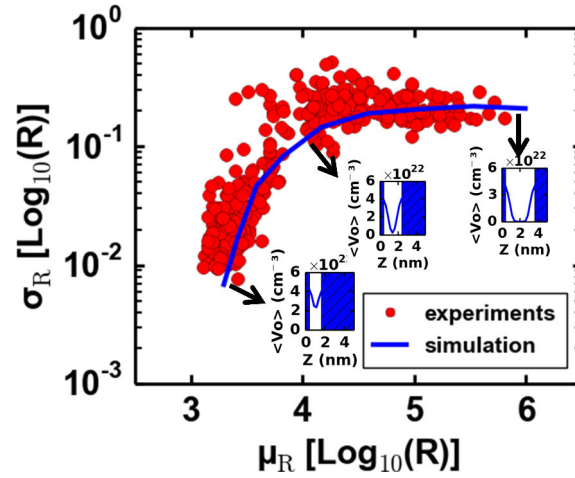 10⁰
10⁻¹
10⁻²
10⁻³
σ_R [Log₁₀(R)]
3 4 5 6
μ_R [Log₁₀(R)]
experiments
simulation
×10²²
<Vo> (cm⁻³)
6
4
2
0
0 2 4
Z (nm)
×10²²
<Vo> (cm⁻³)
6
4
2
0
0 2 4
Z (nm)
×10²
<Vo> (cm⁻³)
6
4
2
0
0 2 4
Z (nm)